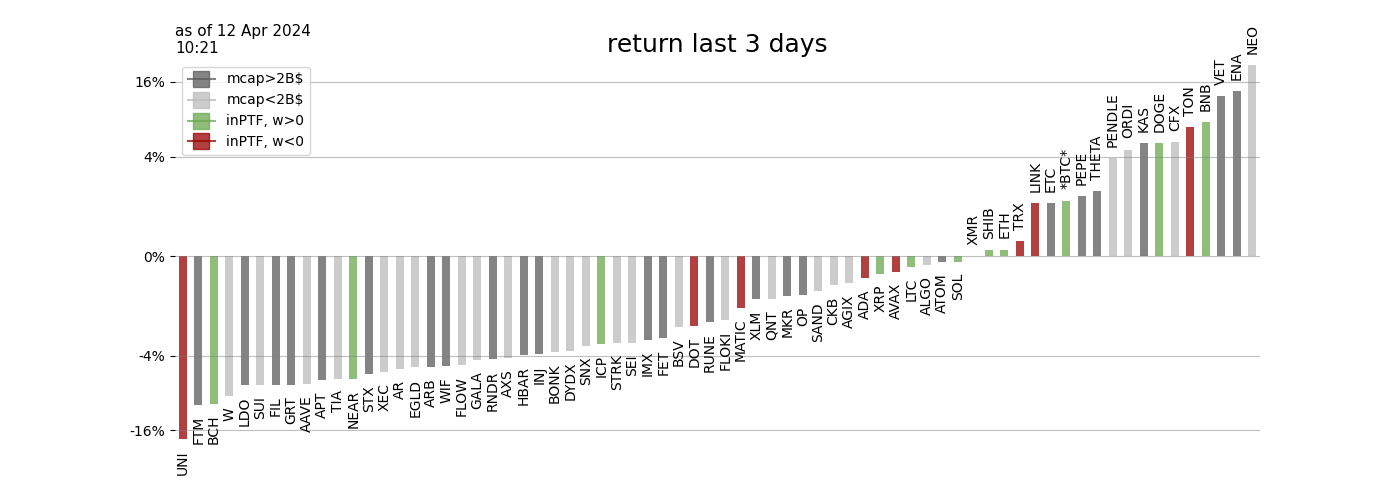 as of 12 Apr 2024
10:21
return last 3 days
mcap>2B$
mcap<2B$
inPTF, w>0
inPTF, w<0
16%
4%
0%
-4%
-16%
UNI
FTM
BCH
W
LDO
SUI
FIL
GRT
AAVE
APT
TIA
NEAR
STX
XEC
AR
EGLD
ARB
WIF
FLOW
GALA
RNDR
AXS
HBAR
INJ
BONK
DYDX
SNX
ICP
STRK
SEI
IMX
FET
BSV
DOT
RUNE
FLOKI
MATIC
XLM
QNT
MKR
OP
SAND
CKB
AGIX
ADA
XRP
AVAX
LTC
ALGO
ATOM
SOL
XMR
SHIB
ETH
TRX
LINK
ETC
*BTC*
PEPE
THETA
PENDLE
ORDI
KAS
DOGE
CFX
TON
BNB
VET
ENA
NEO